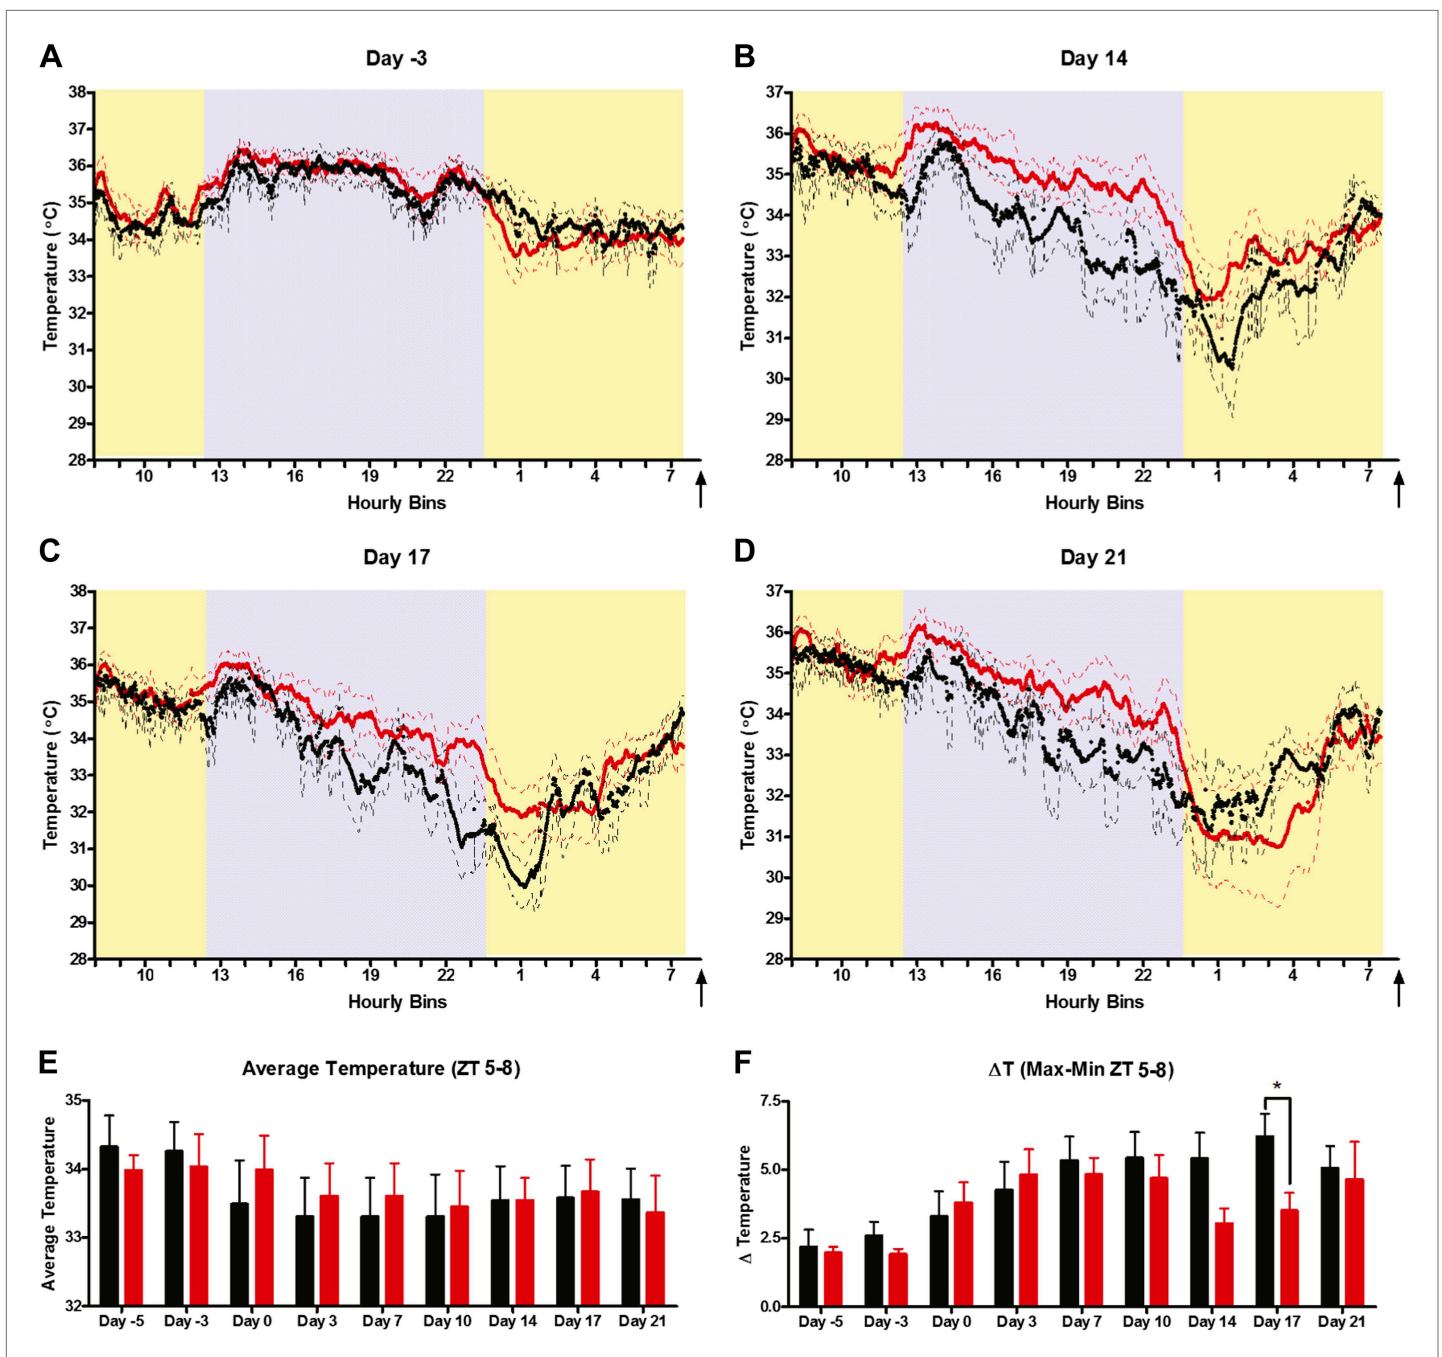 A
Day -3
38
37
36
35
34
33
32
31
30
29
28
Temperature (°C)
10
13
16
19
22
1
4
7
Hourly Bins
B
Day 14
37
36
35
34
33
32
31
30
29
28
Temperature (°C)
10
13
16
19
22
1
4
7
Hourly Bins
C
Day 17
38
37
36
35
34
33
32
31
30
29
28
Temperature (°C)
10
13
16
19
22
1
4
7
Hourly Bins
D
Day 21
37
36
35
34
33
32
31
30
29
28
Temperature (°C)
10
13
16
19
22
1
4
7
Hourly Bins
E
Average Temperature (ZT 5-8)
35
34
33
32
Average Temperature
Day -5
Day -3
Day 0
Day 3
Day 7
Day 10
Day 14
Day 17
Day 21
F
ΔT (Max-Min ZT 5-8)
*
7.5
5.0
2.5
0.0
Δ Temperature
Day -5
Day -3
Day 0
Day 3
Day 7
Day 10
Day 14
Day 17
Day 21